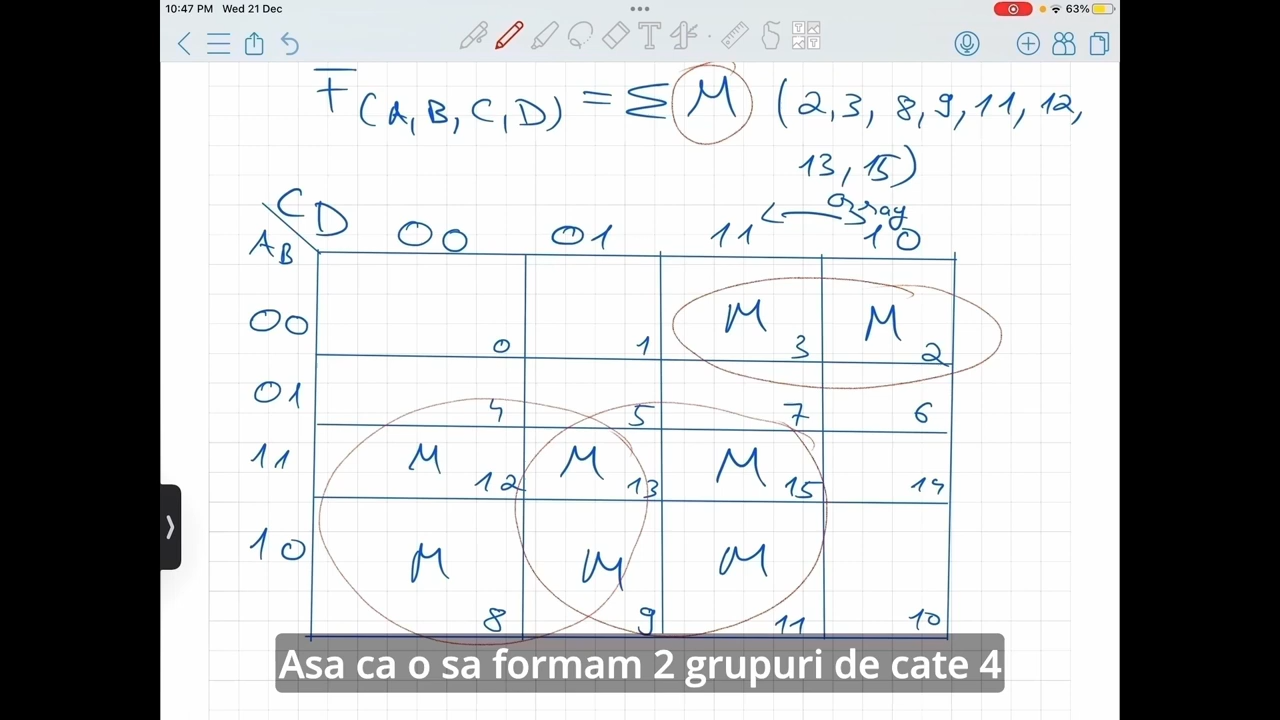 10:47 PM Wed 21 Dec
63%
F̅(A,B,C,D) = Σ M (2,3, 8,9,11,12,
13,15)
Gray
CD 00 01 11 10
AB
00 M M
0 1 3 2
01
4 5 7 6
11 M M M
12 13 15 14
10 M M M
8 9 11 10
Asa ca o sa formam 2 grupuri de cate 4